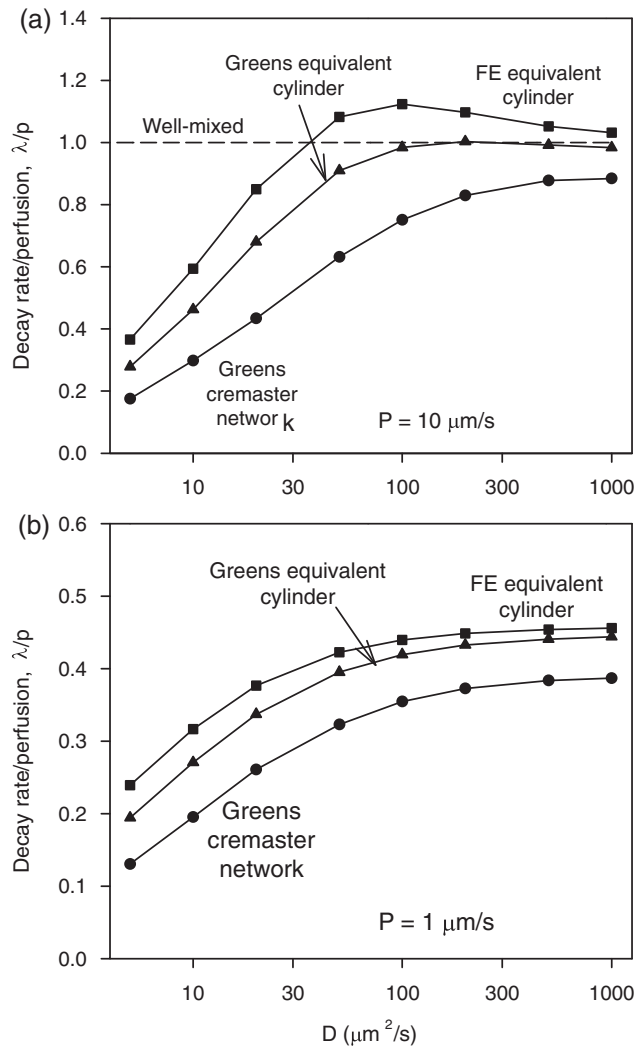 (a)
1.4
1.2
1.0
0.8
0.6
0.4
0.2
0.0
Decay rate/perfusion, λ/p
Greens equivalent
cylinder
FE equivalent
cylinder
Well-mixed
Greens
cremaster
networ k
P = 10 μm/s
10
30
100
300
1000
(b)
0.6
0.5
0.4
0.3
0.2
0.1
0.0
Decay rate/perfusion, λ/p
Greens equivalent
cylinder
FE equivalent
cylinder
Greens
cremaster
network
P = 1 μm/s
10
30
100
300
1000
D (μm²/s)